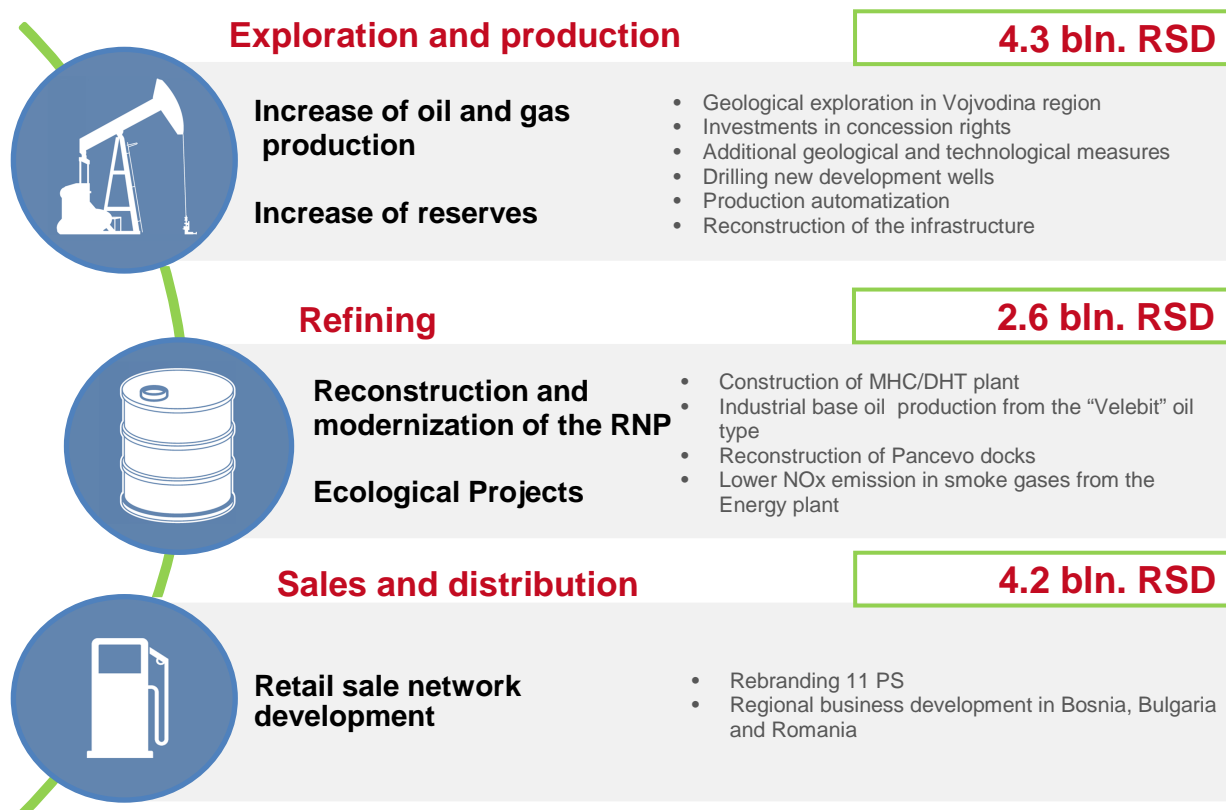 Exploration and production
4.3 bln. RSD
Increase of oil and gas
production
Increase of reserves
• Geological exploration in Vojvodina region
• Investments in concession rights
• Additional geological and technological measures
• Drilling new development wells
• Production automatization
• Reconstruction of the infrastructure
Refining
2.6 bln. RSD
Reconstruction and
modernization of the RNP
Ecological Projects
• Construction of MHC/DHT plant
• Industrial base oil production from the “Velebit” oil
type
• Reconstruction of Pancevo docks
• Lower NOx emission in smoke gases from the
Energy plant
Sales and distribution
4.2 bln. RSD
Retail sale network
development
• Rebranding 11 PS
• Regional business development in Bosnia, Bulgaria
and Romania